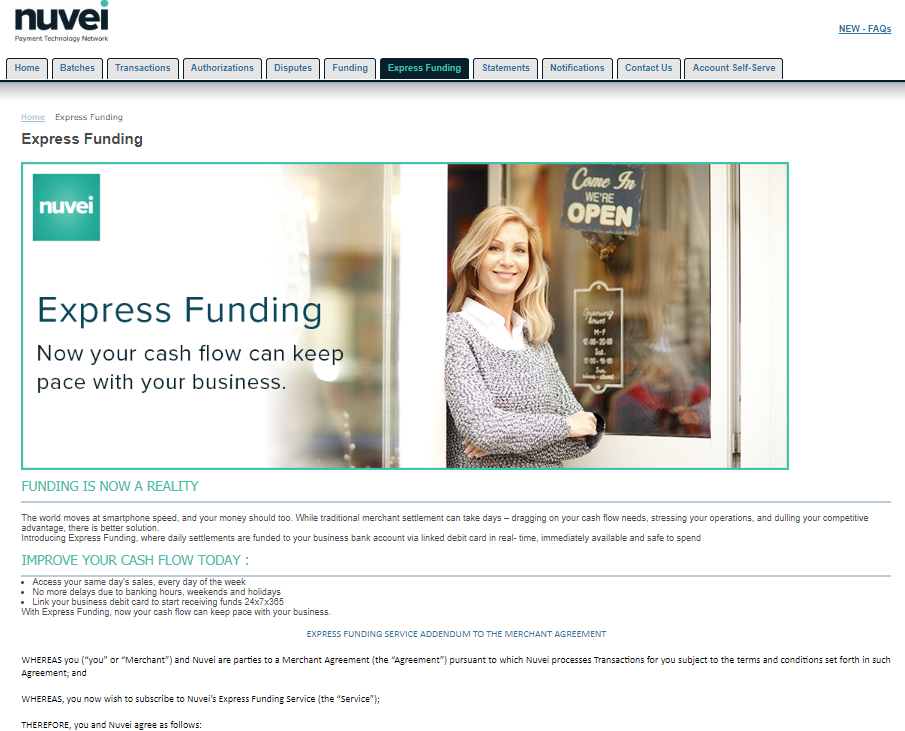 nuvei
Payment Technology Network
NEW - FAQs
Home
Batches
Transactions
Authorizations
Disputes
Funding
Express Funding
Statements
Notifications
Contact Us
Account Self-Serve
Home Express Funding
Express Funding
nuvei
Express Funding
Now your cash flow can keep
pace with your business.
Come In
WE'RE
OPEN
Opening
hours
M-F
Sat.
Sun.
FUNDING IS NOW A REALITY
The world moves at smartphone speed, and your money should too. While traditional merchant settlement can take days – dragging on your cash flow needs, stressing your operations, and dulling your competitive
advantage, there is better solution.
Introducing Express Funding, where daily settlements are funded to your business bank account via linked debit card in real- time, immediately available and safe to spend
IMPROVE YOUR CASH FLOW TODAY :
• Access your same day's sales, every day of the week
• No more delays due to banking hours, weekends and holidays
• Link your business debit card to start receiving funds 24x7x365
With Express Funding, now your cash flow can keep pace with your business.
EXPRESS FUNDING SERVICE ADDENDUM TO THE MERCHANT AGREEMENT
WHEREAS you (“you” or “Merchant”) and Nuvei are parties to a Merchant Agreement (the “Agreement”) pursuant to which Nuvei processes Transactions for you subject to the terms and conditions set forth in such
Agreement; and
WHEREAS, you now wish to subscribe to Nuvei’s Express Funding Service (the “Service”);
THEREFORE, you and Nuvei agree as follows: